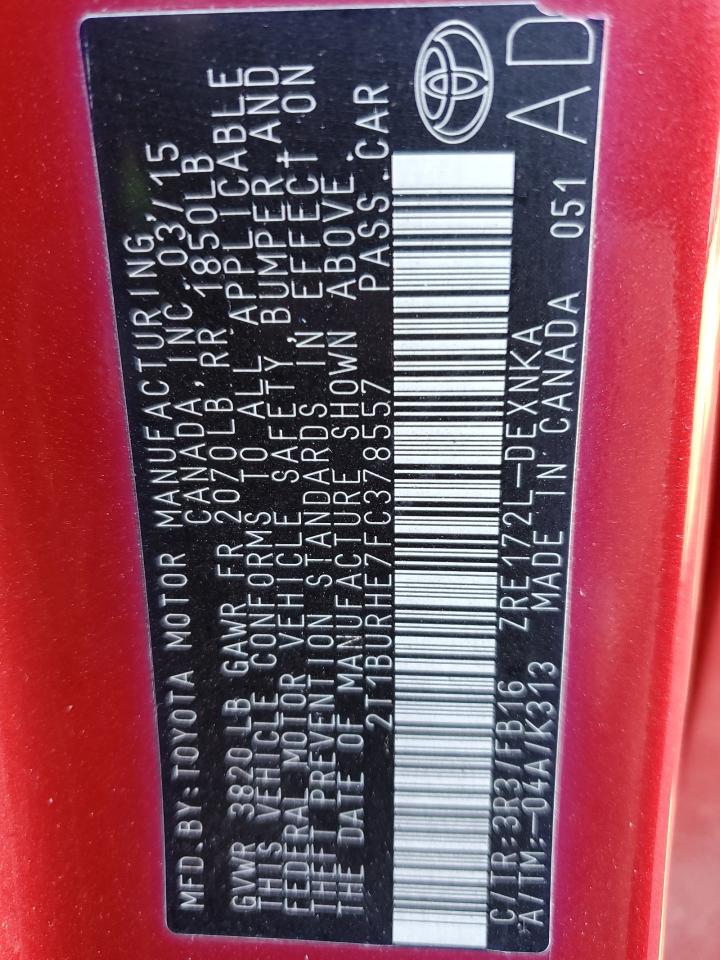 MFD.BY:TOYOTA MOTOR MANUFACTURING,
CANADA, INC. 03/15
GVWR 3820 LB GAWR FR 2070LB RR 1850LB
THIS VEHICLE CONFORMS TO ALL APPLICABLE
FEDERAL MOTOR VEHICLE SAFETY, BUMPER AND
THEFT PREVENTION STANDARDS IN EFFECT ON
THE DATE OF MANUFACTURE SHOWN ABOVE.
2T1BURHE7FC378557 PASS.CAR
C/TR:3R3/FB16 ZRE172L-DEXNKA
A/TM:-04A/K313 MADE IN CANADA 051
AD